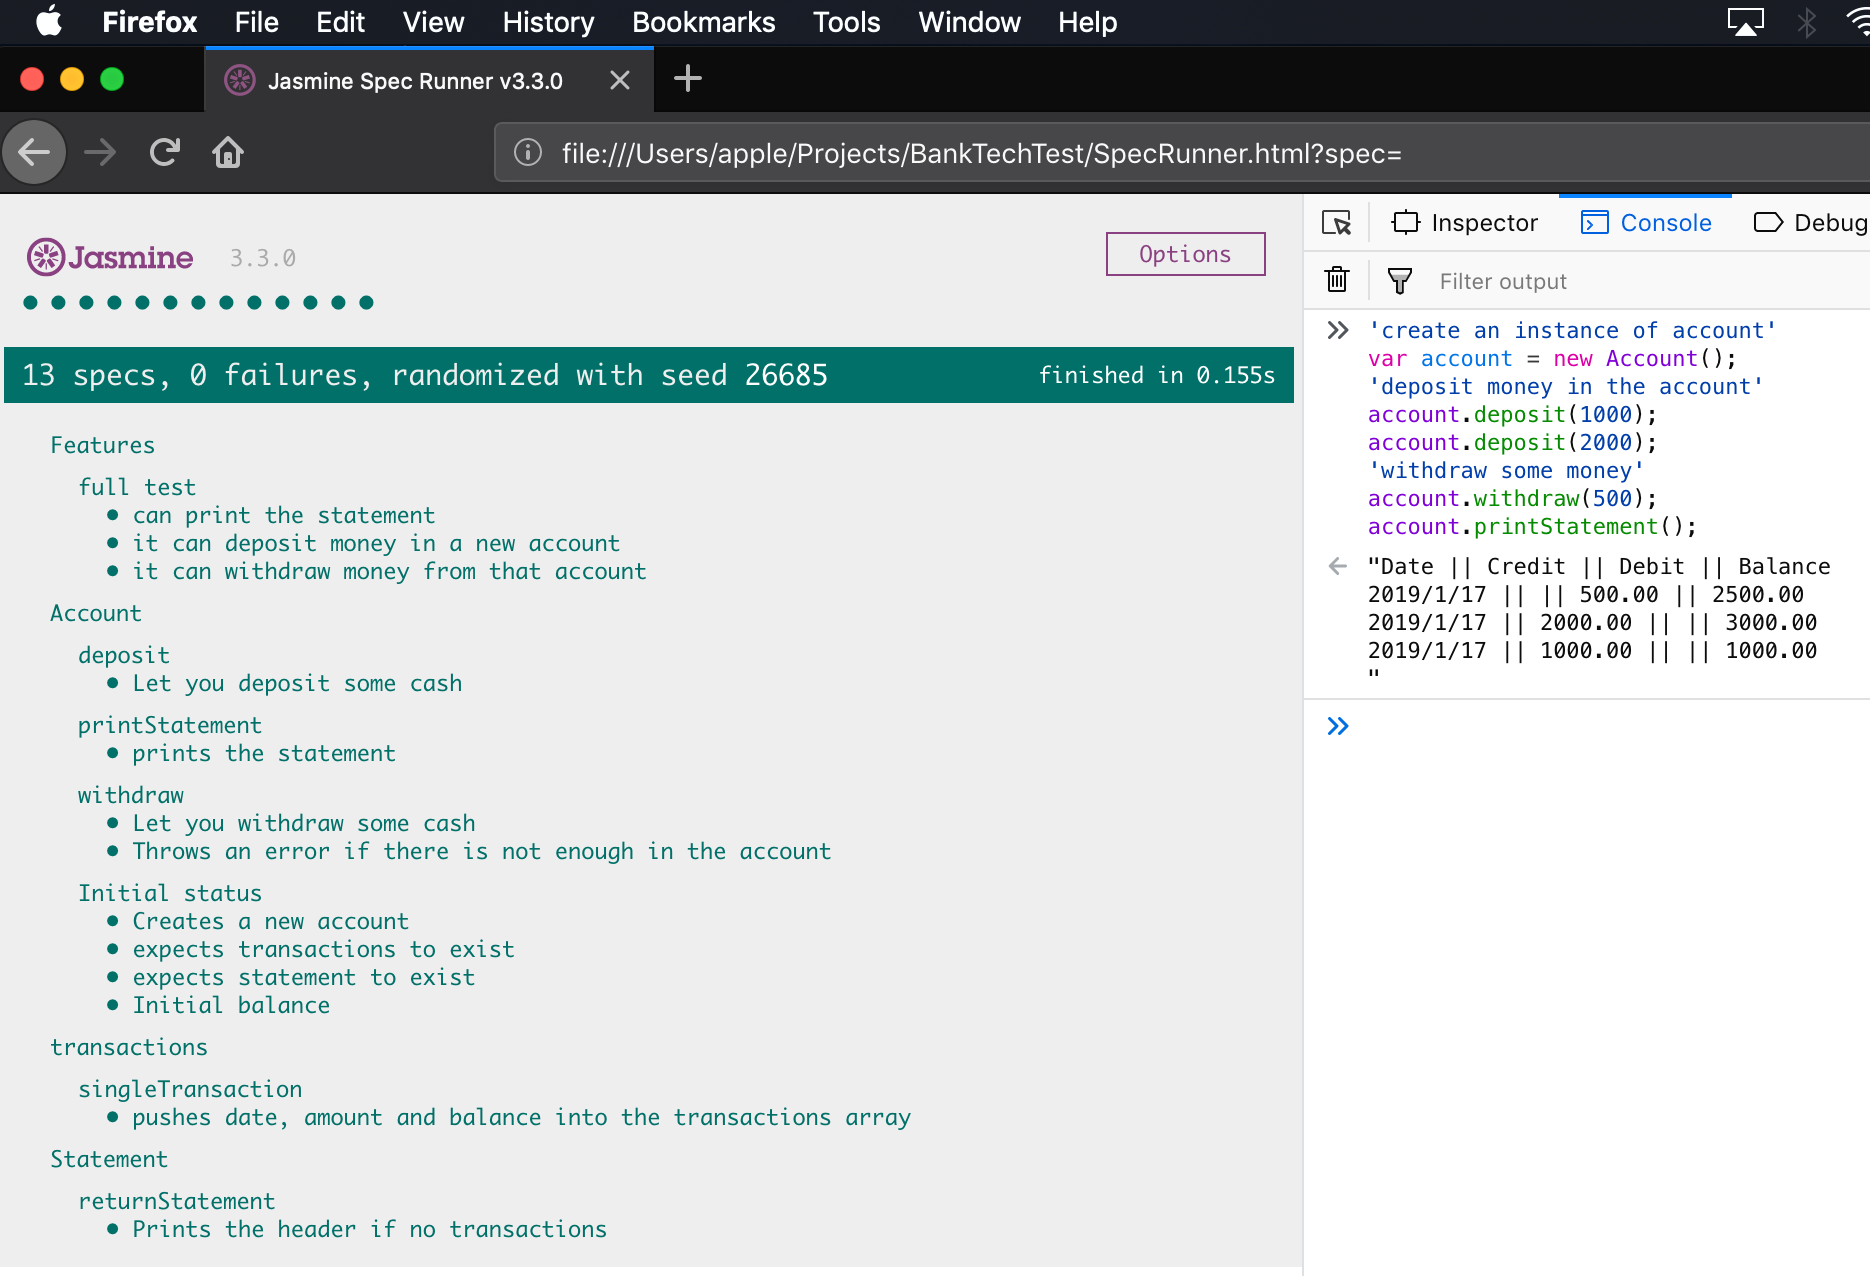 Firefox File Edit View History Bookmarks Tools Window Help
Jasmine Spec Runner v3.3.0
file:///Users/apple/Projects/BankTechTest/SpecRunner.html?spec=
Jasmine 3.3.0
Options
13 specs, 0 failures, randomized with seed 26685 finished in 0.155s
Features
full test
• can print the statement
• it can deposit money in a new account
• it can withdraw money from that account
Account
deposit
• Let you deposit some cash
printStatement
• prints the statement
withdraw
• Let you withdraw some cash
• Throws an error if there is not enough in the account
Initial status
• Creates a new account
• expects transactions to exist
• expects statement to exist
• Initial balance
transactions
singleTransaction
• pushes date, amount and balance into the transactions array
Statement
returnStatement
• Prints the header if no transactions
Inspector Console Debug
Filter output
'create an instance of account'
var account = new Account();
'deposit money in the account'
account.deposit(1000);
account.deposit(2000);
'withdraw some money'
account.withdraw(500);
account.printStatement();
"Date || Credit || Debit || Balance
2019/1/17 || || 500.00 || 2500.00
2019/1/17 || 2000.00 || || 3000.00
2019/1/17 || 1000.00 || || 1000.00
"